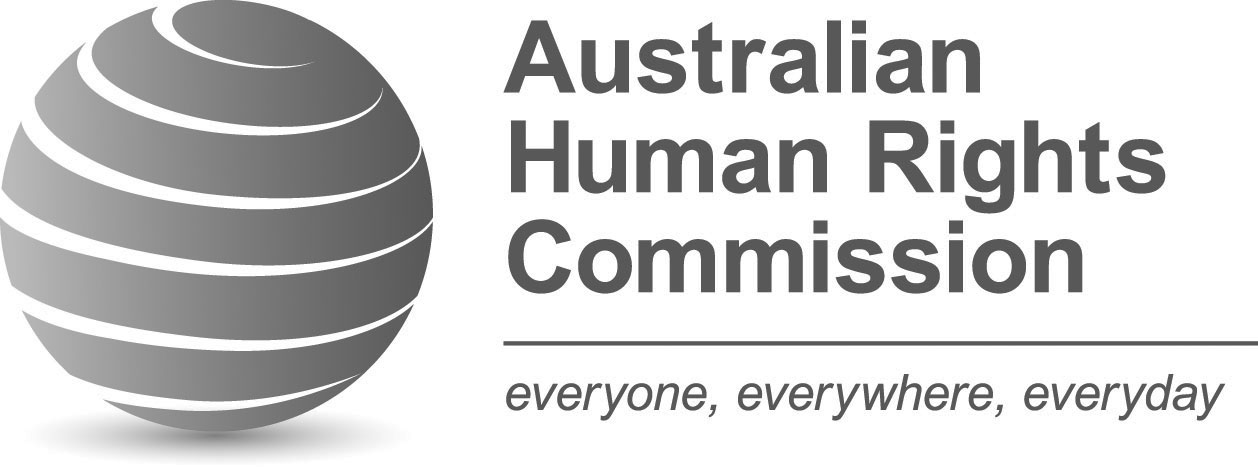 Australian
Human Rights
Commission
everyone, everywhere, everyday